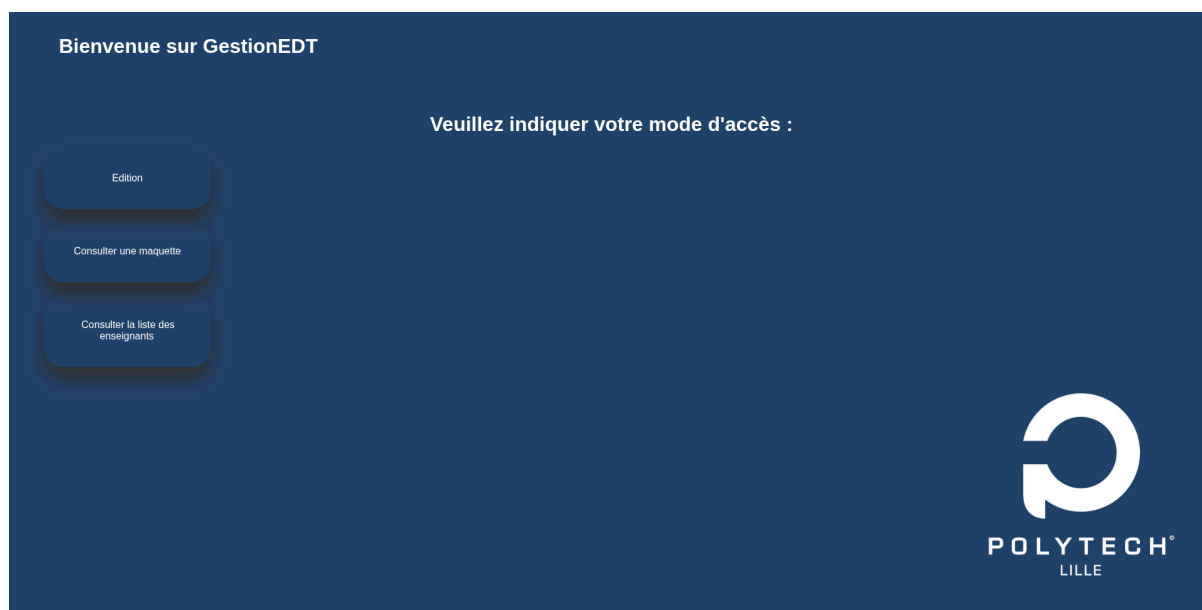 Bienvenue sur GestionEDT
Veuillez indiquer votre mode d'accès :
Edition
Consulter une maquette
Consulter la liste des
enseignants
POLYTECH©
LILLE